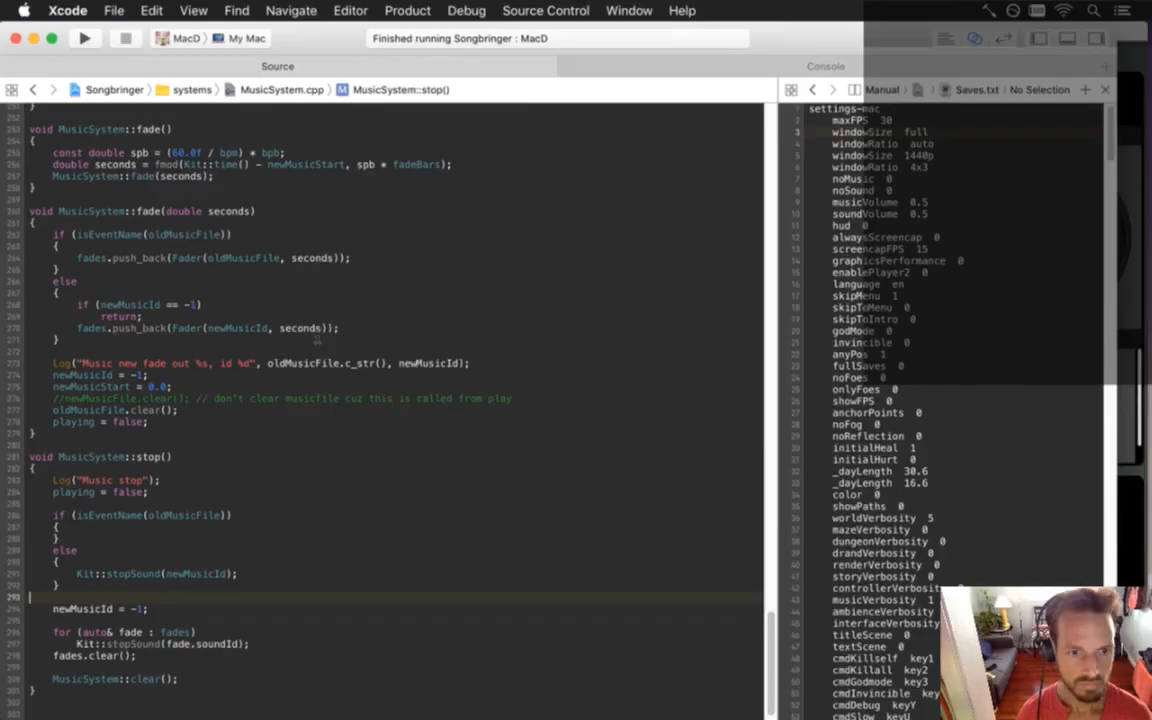 Xcode File Edit View Find Navigate Editor Product Debug Source Control Window Help
MacD My Mac
Finished running Songbringer : MacD
Source
Console
Songbringer systems MusicSystem.cpp MusicSystem::stop()
Manual Saves.txt No Selection
}
void MusicSystem::fade()
{
const double spb = (60.0f / bpm) * bpb;
double seconds = fmod(Kit::time() - newMusicStart, spb * fadeBars);
MusicSystem::fade(seconds);
}
void MusicSystem::fade(double seconds)
{
if (isEventName(oldMusicFile))
{
fades.push_back(Fader(oldMusicFile, seconds));
}
else
{
if (newMusicId == -1)
return;
fades.push_back(Fader(newMusicId, seconds));
}
Log("Music new fade out %s, id %d", oldMusicFile.c_str(), newMusicId);
newMusicId = -1;
newMusicStart = 0.0;
//newMusicFile.clear(); // don't clear musicfile cuz this is called from play
oldMusicFile.clear();
playing = false;
}
void MusicSystem::stop()
{
Log("Music stop");
playing = false;
if (isEventName(oldMusicFile))
{
}
else
{
Kit::stopSound(newMusicId);
}
293
newMusicId = -1;
for (auto& fade : fades)
Kit::stopSound(fade.soundId);
fades.clear();
MusicSystem::clear();
}
settings-mac
maxFPS 30
windowSize full
windowRatio auto
windowSize 1440p
windowRatio 4x3
noMusic 0
noSound 0
musicVolume 0.5
soundVolume 0.5
hud 0
alwaysScreencap 0
screencapFPS 15
graphicsPerformance 0
enablePlayer2 0
language en
skipMenu 1
skipToMenu 0
skipToIntro 0
godMode 0
invincible 0
anyPos 1
fullSaves 0
noFoes 0
onlyFoes 0
showFPS 0
anchorPoints 0
noFog 0
noReflection 0
initialHeal 1
initialHurt 0
_dayLength 30.6
_dayLength 16.6
color 0
showPaths 0
worldVerbosity 5
mazeVerbosity 0
dungeonVerbosity 0
drandVerbosity 0
renderVerbosity 0
storyVerbosity 0
controllerVerbosity
musicVerbosity 1
ambienceVerbosity
interfaceVerbosity
titleScene 0
textScene 0
cmdKillself key1
cmdKillall key2
cmdGodmode key3
cmdInvincible key
cmdDebug keyY
cmdSlow keyU